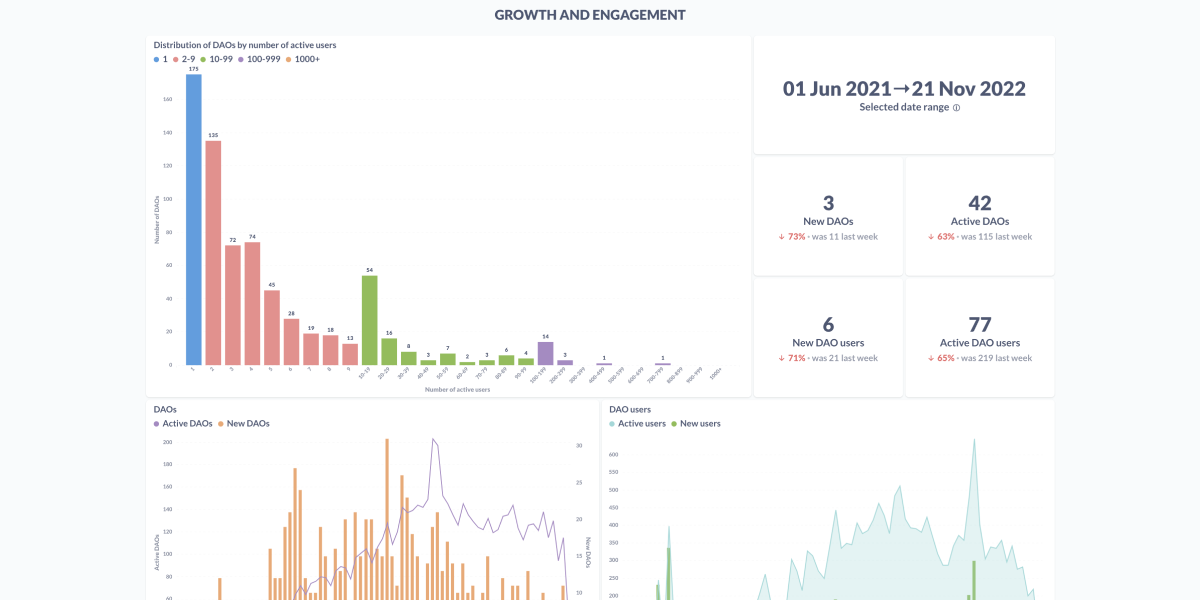 GROWTH AND ENGAGEMENT
Distribution of DAOs by number of active users
1 2-9 10-99 100-999 1000+
175
160
140
135
120
100
80
72 74
60
54
45
40
28
20
19 18 13 16 8 3 7 2 3 6 4 14 3 1 1
0
Number of DAOs
1 2 3 4 5 6 7 8 9 10-19 20-29 30-39 40-49 50-59 60-69 70-79 80-89 90-99 100-199 200-299 300-399 400-499 500-599 600-699 700-799 800-899 900-999 1000+
Number of active users
01 Jun 2021→21 Nov 2022
Selected date range
3
New DAOs
↓ 73% · was 11 last week
42
Active DAOs
↓ 63% · was 115 last week
6
New DAO users
↓ 71% · was 21 last week
77
Active DAO users
↓ 65% · was 219 last week
DAOs
Active DAOs New DAOs
200
180
160
140
120
100
80
60
Active DAOs
30
25
20
15
10
New DAOs
DAO users
Active users New users
600
550
500
450
400
350
300
250
200